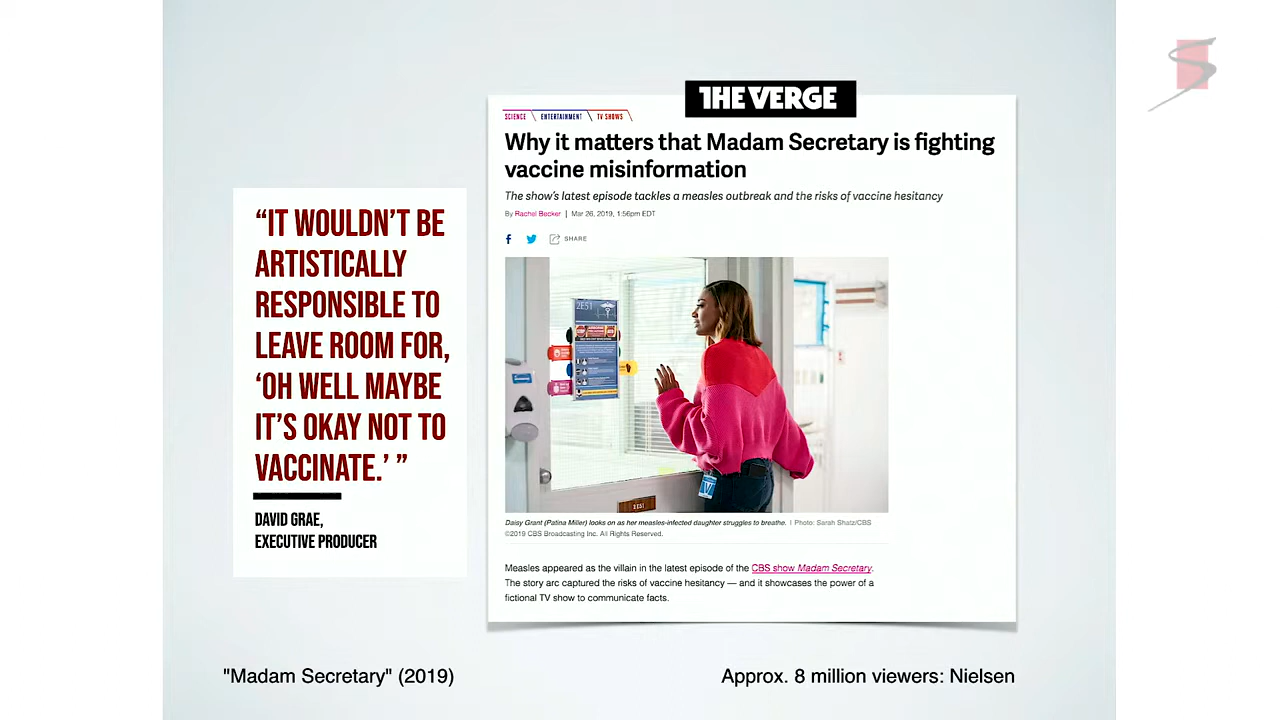 THE VERGE
SCIENCE ENTERTAINMENT TV SHOWS
Why it matters that Madam Secretary is fighting
vaccine misinformation
The show's latest episode tackles a measles outbreak and the risks of vaccine hesitancy
By Rachel Becker | Mar 26, 2019, 1:56pm EDT
SHARE
“IT WOULDN’T BE
ARTISTICALLY
RESPONSIBLE TO
LEAVE ROOM FOR,
‘OH WELL MAYBE
IT’S OKAY NOT TO
VACCINATE.’ ”
DAVID GRAE,
EXECUTIVE PRODUCER
2E51
STOP
2E51
Daisy Grant (Patina Miller) looks on as her measles-infected daughter struggles to breathe. | Photo: Sarah Shatz/CBS
©2019 CBS Broadcasting Inc. All Rights Reserved.
Measles appeared as the villain in the latest episode of the CBS show Madam Secretary.
The story arc captured the risks of vaccine hesitancy — and it showcases the power of a
fictional TV show to communicate facts.
"Madam Secretary" (2019)
Approx. 8 million viewers: Nielsen